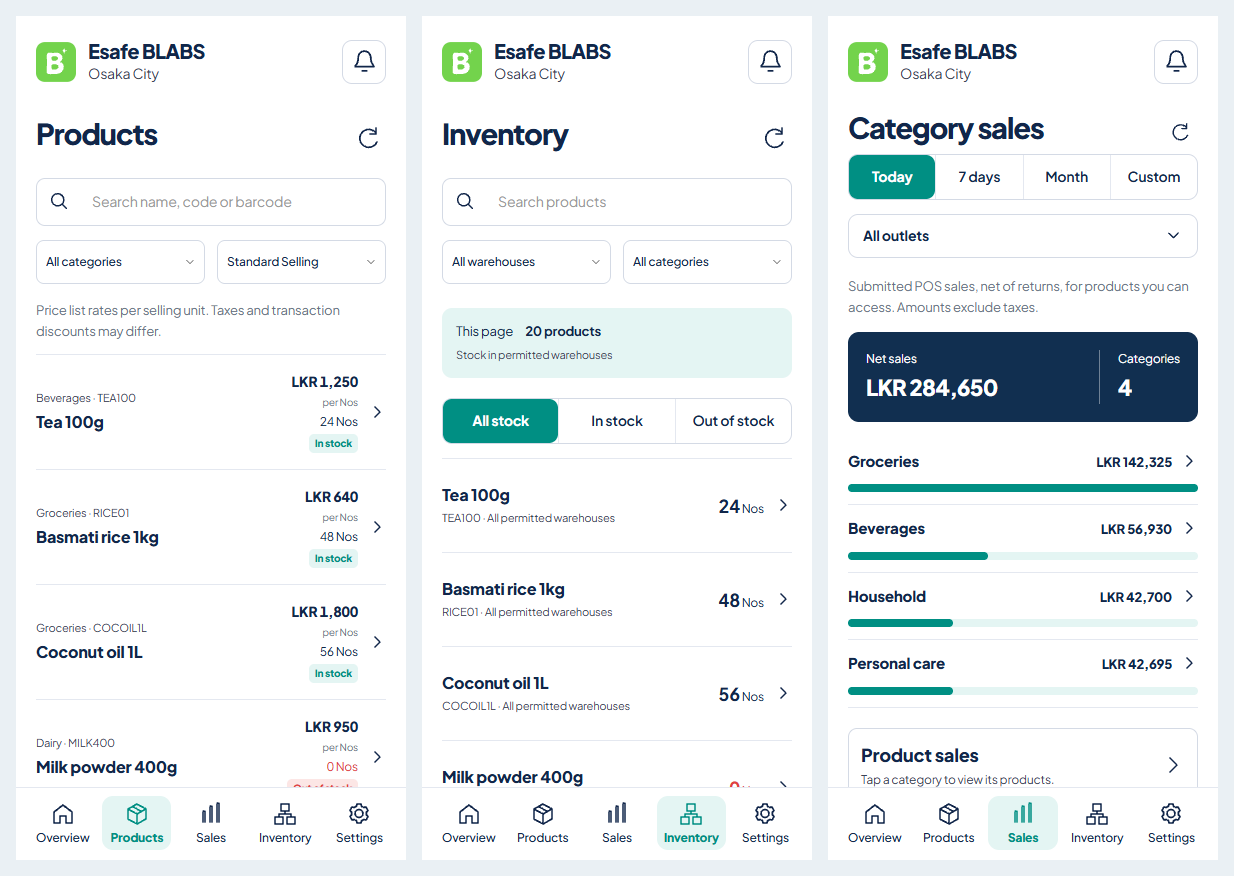 B
Esafe BLABS
Osaka City
Products
Search name, code or barcode
All categories
Standard Selling
Price list rates per selling unit. Taxes and transaction
discounts may differ.
Beverages · TEA100
Tea 100g
LKR 1,250
per Nos
24 Nos
In stock
Groceries · RICE01
Basmati rice 1kg
LKR 640
per Nos
48 Nos
In stock
Groceries · COCOIL1L
Coconut oil 1L
LKR 1,800
per Nos
56 Nos
In stock
Dairy · MILK400
Milk powder 400g
LKR 950
per Nos
0 Nos
Out of stock
Overview
Products
Sales
Inventory
Settings
B
Esafe BLABS
Osaka City
Inventory
Search products
All warehouses
All categories
This page 20 products
Stock in permitted warehouses
All stock
In stock
Out of stock
Tea 100g
TEA100 · All permitted warehouses
24 Nos
Basmati rice 1kg
RICE01 · All permitted warehouses
48 Nos
Coconut oil 1L
COCOIL1L · All permitted warehouses
56 Nos
Milk powder 400g
Overview
Products
Sales
Inventory
Settings
B
Esafe BLABS
Osaka City
Category sales
Today
7 days
Month
Custom
All outlets
Submitted POS sales, net of returns, for products you can
access. Amounts exclude taxes.
Net sales
LKR 284,650
Categories
4
Groceries
LKR 142,325
Beverages
LKR 56,930
Household
LKR 42,700
Personal care
LKR 42,695
Product sales
Tap a category to view its products.
Overview
Products
Sales
Inventory
Settings